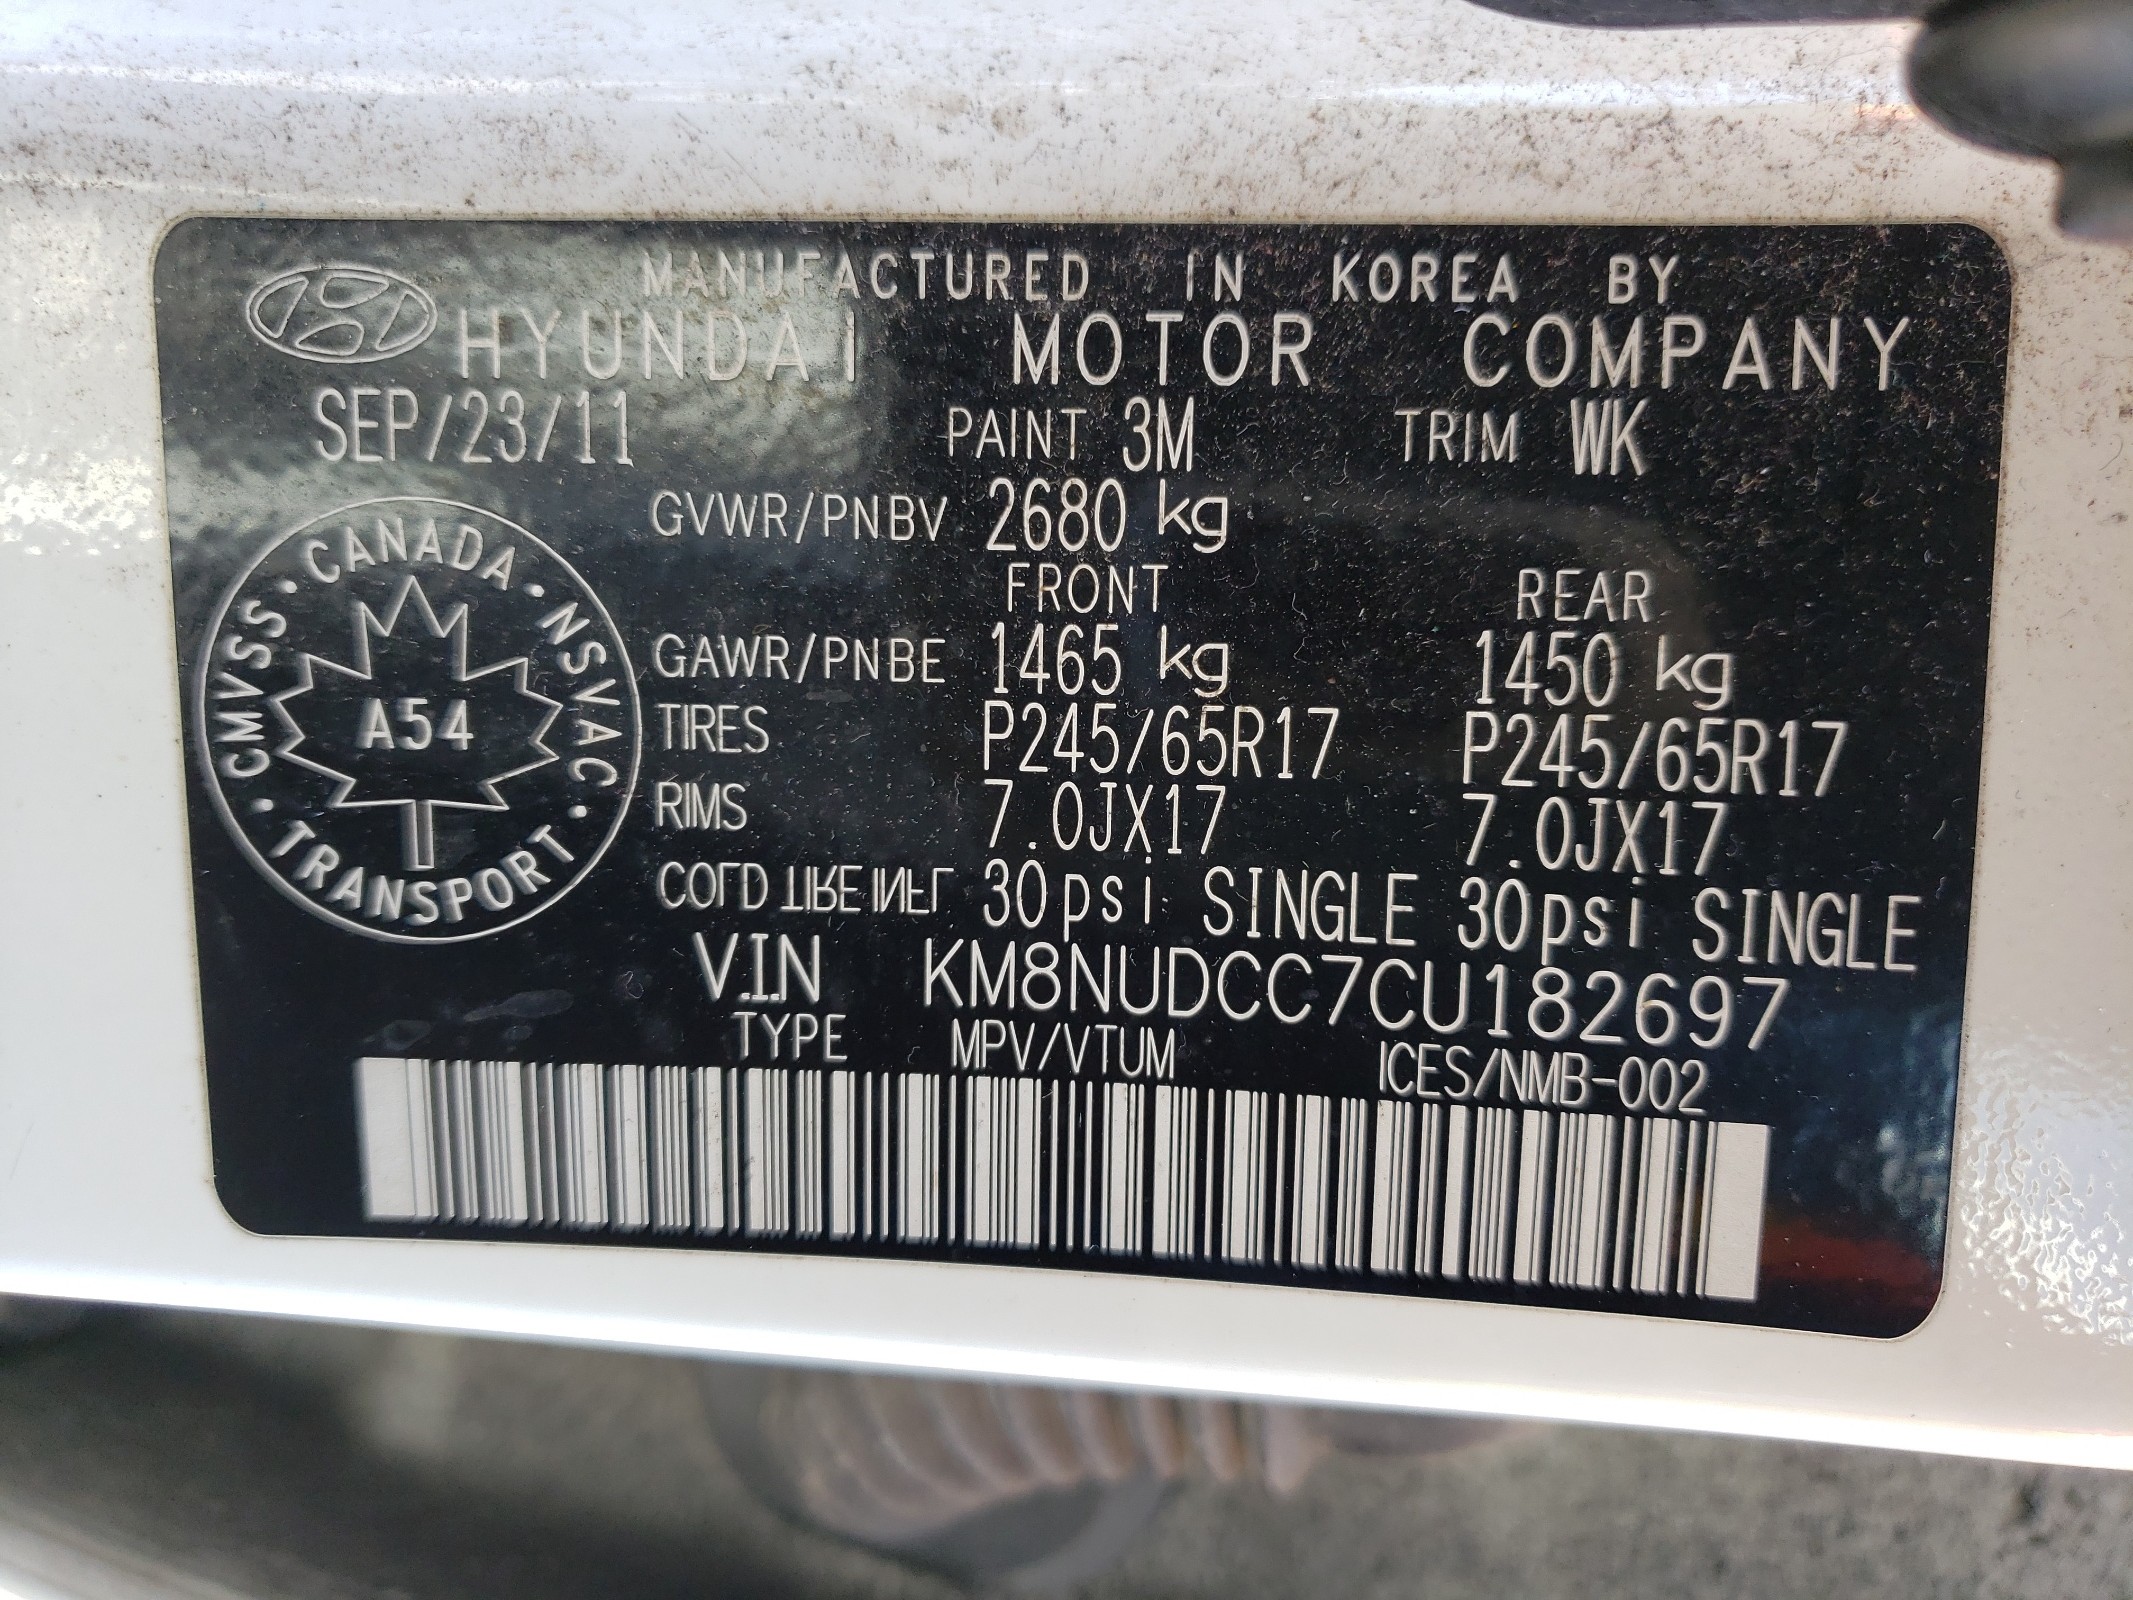 MANUFACTURED IN KOREA BY
HYUNDAI MOTOR COMPANY
SEP/23/11 PAINT 3M TRIM WK
GVWR/PNBV 2680 kg
FRONT REAR
GAWR/PNBE 1465 kg 1450 kg
TIRES P245/65R17 P245/65R17
RIMS 7.0JX17 7.0JX17
COLD TIRE INFL 30psi SINGLE 30psi SINGLE
V.I.N KM8NUDCC7CU182697
TYPE MPV/VTUM ICES/NMB-002
CANADA · NSVAC · TRANSPORT · CMVSS ·
A54